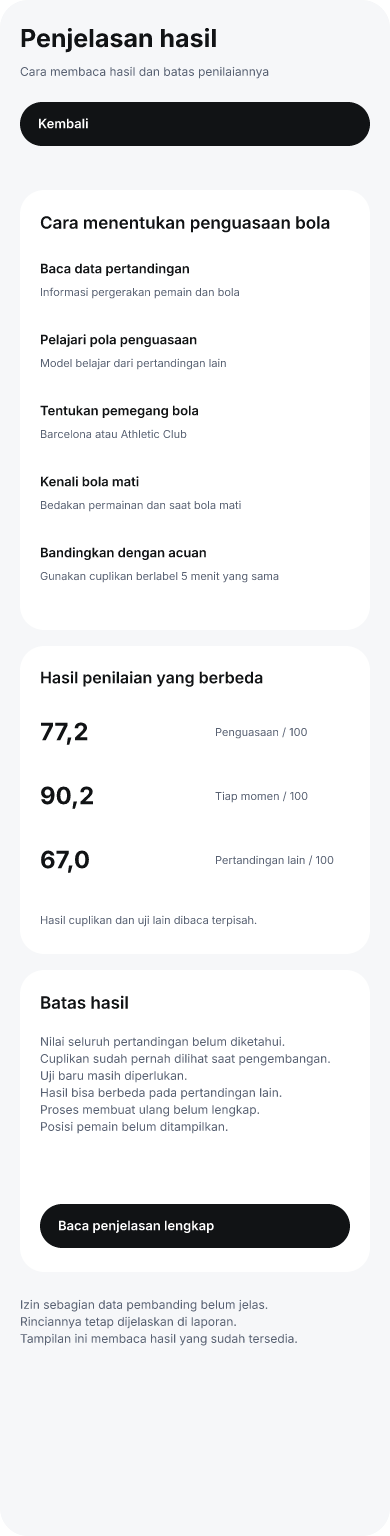 Penjelasan hasil
Cara membaca hasil dan batas penilaiannya
Kembali
Cara menentukan penguasaan bola
Baca data pertandingan
Informasi pergerakan pemain dan bola
Pelajari pola penguasaan
Model belajar dari pertandingan lain
Tentukan pemegang bola
Barcelona atau Athletic Club
Kenali bola mati
Bedakan permainan dan saat bola mati
Bandingkan dengan acuan
Gunakan cuplikan berlabel 5 menit yang sama
Hasil penilaian yang berbeda
77,2 Penguasaan / 100
90,2 Tiap momen / 100
67,0 Pertandingan lain / 100
Hasil cuplikan dan uji lain dibaca terpisah.
Batas hasil
Nilai seluruh pertandingan belum diketahui.
Cuplikan sudah pernah dilihat saat pengembangan.
Uji baru masih diperlukan.
Hasil bisa berbeda pada pertandingan lain.
Proses membuat ulang belum lengkap.
Posisi pemain belum ditampilkan.
Baca penjelasan lengkap
Izin sebagian data pembanding belum jelas.
Rinciannya tetap dijelaskan di laporan.
Tampilan ini membaca hasil yang sudah tersedia.